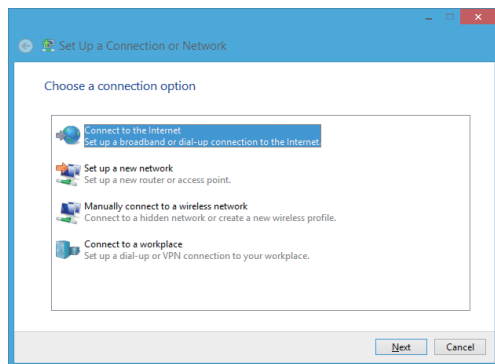 Set Up a Connection or Network
Choose a connection option
Connect to the Internet
Set up a broadband or dial-up connection to the Internet.
Set up a new network
Set up a new router or access point.
Manually connect to a wireless network
Connect to a hidden network or create a new wireless profile.
Connect to a workplace
Set up a dial-up or VPN connection to your workplace.
Next Cancel